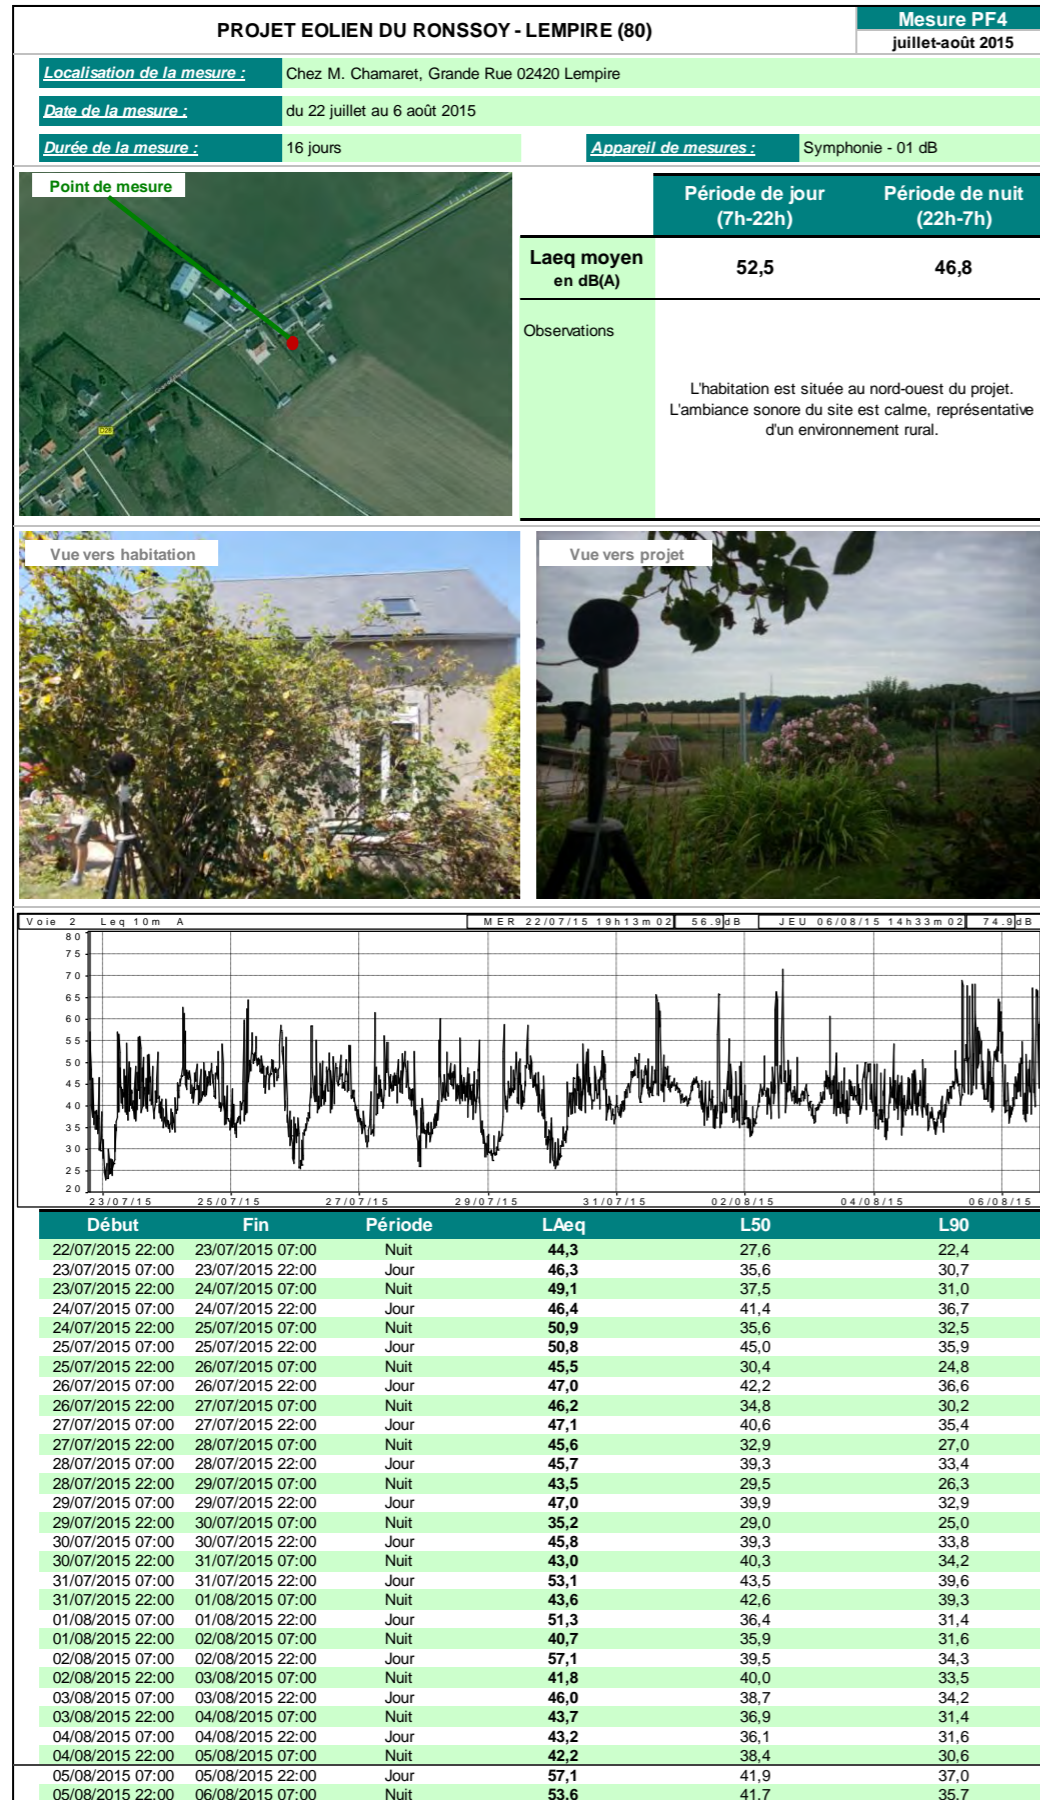 PROJET EOLIEN DU RONSSOY - LEMPIRE (80)
Mesure PF4
juillet-août 2015
Localisation de la mesure : Chez M. Chamaret, Grande Rue 02420 Lempire
Date de la mesure : du 22 juillet au 6 août 2015
Durée de la mesure : 16 jours Appareil de mesures : Symphonie - 01 dB
Point de mesure
D28
Période de jour (7h-22h) Période de nuit (22h-7h)
Laeq moyen en dB(A) 52,5 46,8
Observations
L'habitation est située au nord-ouest du projet.
L'ambiance sonore du site est calme, représentative
d'un environnement rural.
Vue vers habitation
Vue vers projet
Voie 2 Leq 10m A MER 22/07/15 19h13m02 56.9dB JEU 06/08/15 14h33m02 74.9dB
80
75
70
65
60
55
50
45
40
35
30
25
20
23/07/15 25/07/15 27/07/15 29/07/15 31/07/15 02/08/15 04/08/15 06/08/15
Début Fin Période LAeq L50 L90
22/07/2015 22:00 23/07/2015 07:00 Nuit 44,3 27,6 22,4
23/07/2015 07:00 23/07/2015 22:00 Jour 46,3 35,6 30,7
23/07/2015 22:00 24/07/2015 07:00 Nuit 49,1 37,5 31,0
24/07/2015 07:00 24/07/2015 22:00 Jour 46,4 41,4 36,7
24/07/2015 22:00 25/07/2015 07:00 Nuit 50,9 35,6 32,5
25/07/2015 07:00 25/07/2015 22:00 Jour 50,8 45,0 35,9
25/07/2015 22:00 26/07/2015 07:00 Nuit 45,5 30,4 24,8
26/07/2015 07:00 26/07/2015 22:00 Jour 47,0 42,2 36,6
26/07/2015 22:00 27/07/2015 07:00 Nuit 46,2 34,8 30,2
27/07/2015 07:00 27/07/2015 22:00 Jour 47,1 40,6 35,4
27/07/2015 22:00 28/07/2015 07:00 Nuit 45,6 32,9 27,0
28/07/2015 07:00 28/07/2015 22:00 Jour 45,7 39,3 33,4
28/07/2015 22:00 29/07/2015 07:00 Nuit 43,5 29,5 26,3
29/07/2015 07:00 29/07/2015 22:00 Jour 47,0 39,9 32,9
29/07/2015 22:00 30/07/2015 07:00 Nuit 35,2 29,0 25,0
30/07/2015 07:00 30/07/2015 22:00 Jour 45,8 39,3 33,8
30/07/2015 22:00 31/07/2015 07:00 Nuit 43,0 40,3 34,2
31/07/2015 07:00 31/07/2015 22:00 Jour 53,1 43,5 39,6
31/07/2015 22:00 01/08/2015 07:00 Nuit 43,6 42,6 39,3
01/08/2015 07:00 01/08/2015 22:00 Jour 51,3 36,4 31,4
01/08/2015 22:00 02/08/2015 07:00 Nuit 40,7 35,9 31,6
02/08/2015 07:00 02/08/2015 22:00 Jour 57,1 39,5 34,3
02/08/2015 22:00 03/08/2015 07:00 Nuit 41,8 40,0 33,5
03/08/2015 07:00 03/08/2015 22:00 Jour 46,0 38,7 34,2
03/08/2015 22:00 04/08/2015 07:00 Nuit 43,7 36,9 31,4
04/08/2015 07:00 04/08/2015 22:00 Jour 43,2 36,1 31,6
04/08/2015 22:00 05/08/2015 07:00 Nuit 42,2 38,4 30,6
05/08/2015 07:00 05/08/2015 22:00 Jour 57,1 41,9 37,0
05/08/2015 22:00 06/08/2015 07:00 Nuit 53,6 41,7 35,7